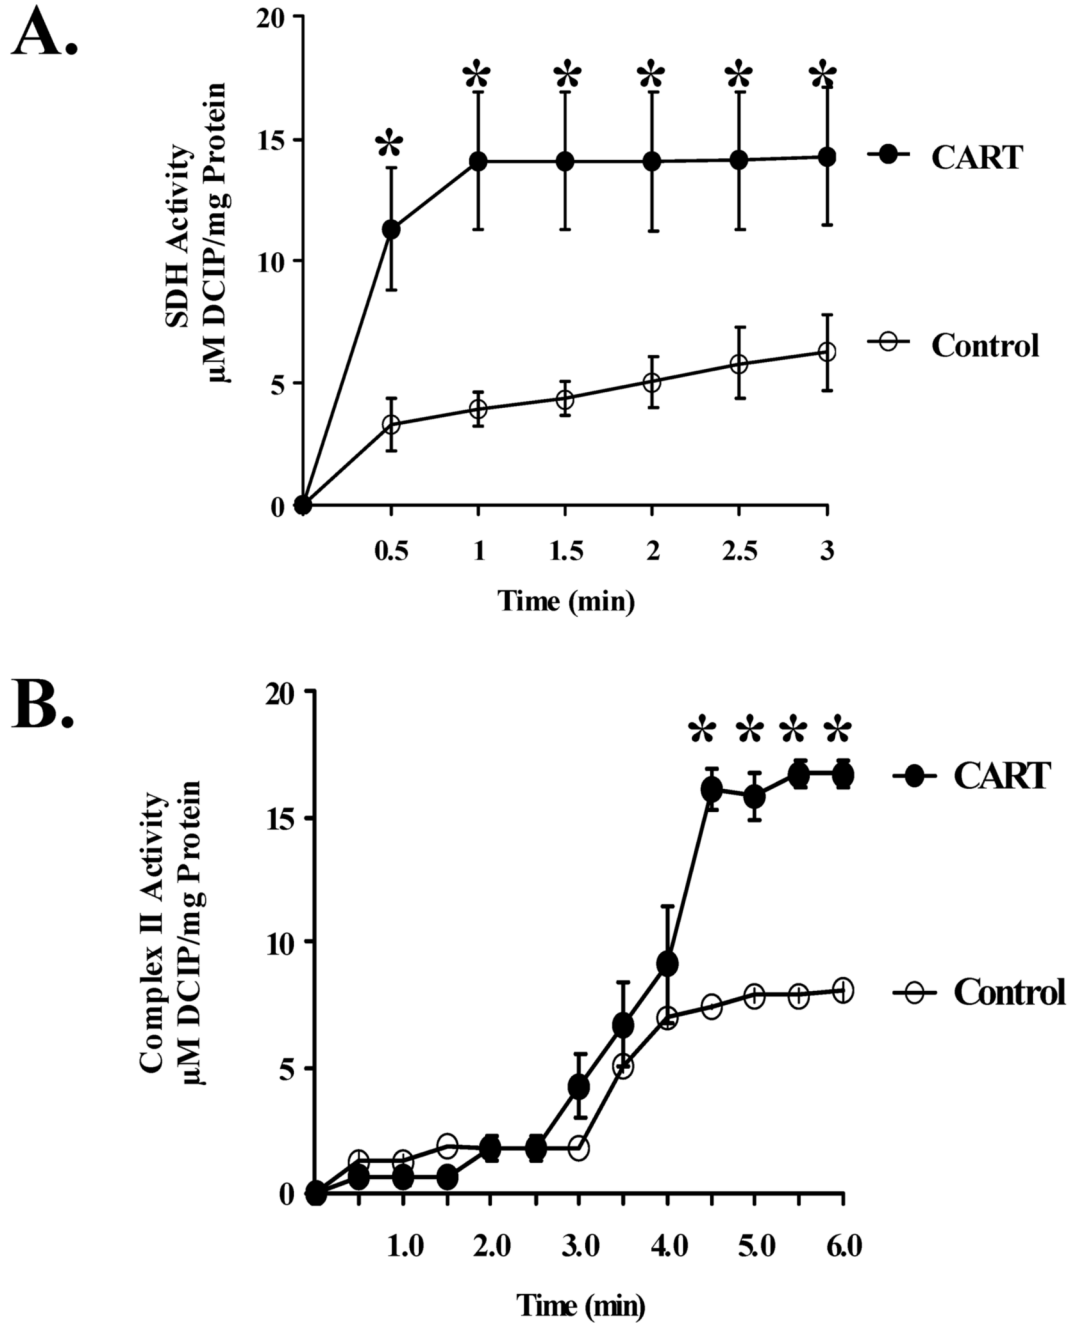 A.
20
15
10
5
0
SDH Activity
µM DCIP/mg Protein
* * * * * *
CART
Control
0.5 1 1.5 2 2.5 3
Time (min)
B.
20
15
10
5
0
Complex II Activity
µM DCIP/mg Protein
* * * *
CART
Control
1.0 2.0 3.0 4.0 5.0 6.0
Time (min)